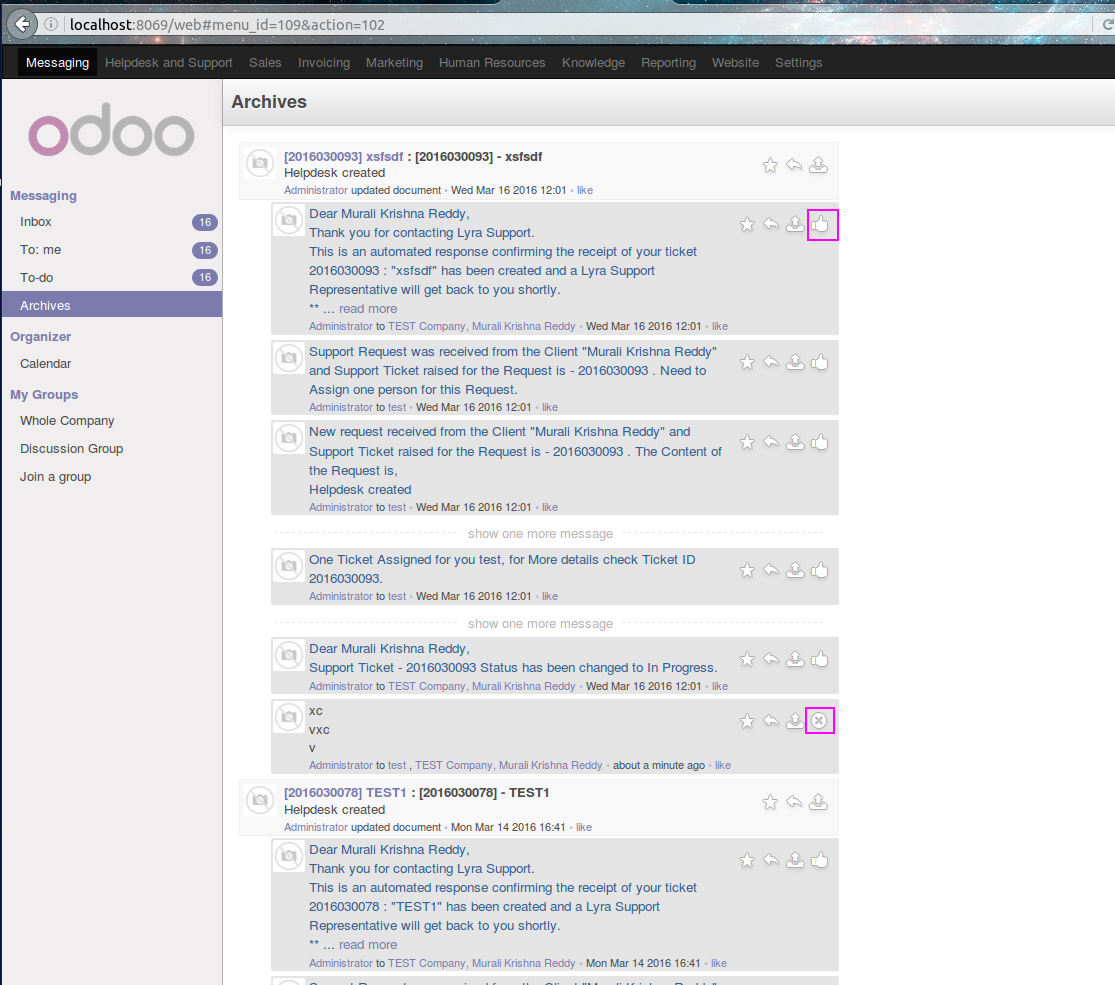 localhost:8069/web#menu_id=109&action=102
Messaging Helpdesk and Support Sales Invoicing Marketing Human Resources Knowledge Reporting Website Settings
odoo
Messaging
Inbox 16
To: me 16
To-do 16
Archives
Organizer
Calendar
My Groups
Whole Company
Discussion Group
Join a group
Archives
[2016030093] xsfsdf : [2016030093] - xsfsdf
Helpdesk created
Administrator updated document • Wed Mar 16 2016 12:01 • like
Dear Murali Krishna Reddy,
Thank you for contacting Lyra Support.
This is an automated response confirming the receipt of your ticket
2016030093 : "xsfsdf" has been created and a Lyra Support
Representative will get back to you shortly.
** ... read more
Administrator to TEST Company, Murali Krishna Reddy • Wed Mar 16 2016 12:01 • like
Support Request was received from the Client "Murali Krishna Reddy"
and Support Ticket raised for the Request is - 2016030093 . Need to
Assign one person for this Request.
Administrator to test • Wed Mar 16 2016 12:01 • like
New request received from the Client "Murali Krishna Reddy" and
Support Ticket raised for the Request is - 2016030093 . The Content of
the Request is,
Helpdesk created
Administrator to test • Wed Mar 16 2016 12:01 • like
show one more message
One Ticket Assigned for you test, for More details check Ticket ID
2016030093.
Administrator to test • Wed Mar 16 2016 12:01 • like
show one more message
Dear Murali Krishna Reddy,
Support Ticket - 2016030093 Status has been changed to In Progress.
Administrator to TEST Company, Murali Krishna Reddy • Wed Mar 16 2016 12:01 • like
xc
vxc
v
Administrator to test , TEST Company, Murali Krishna Reddy • about a minute ago • like
[2016030078] TEST1 : [2016030078] - TEST1
Helpdesk created
Administrator updated document • Mon Mar 14 2016 16:41 • like
Dear Murali Krishna Reddy,
Thank you for contacting Lyra Support.
This is an automated response confirming the receipt of your ticket
2016030078 : "TEST1" has been created and a Lyra Support
Representative will get back to you shortly.
** ... read more
Administrator to TEST Company, Murali Krishna Reddy • Mon Mar 14 2016 16:41 • like